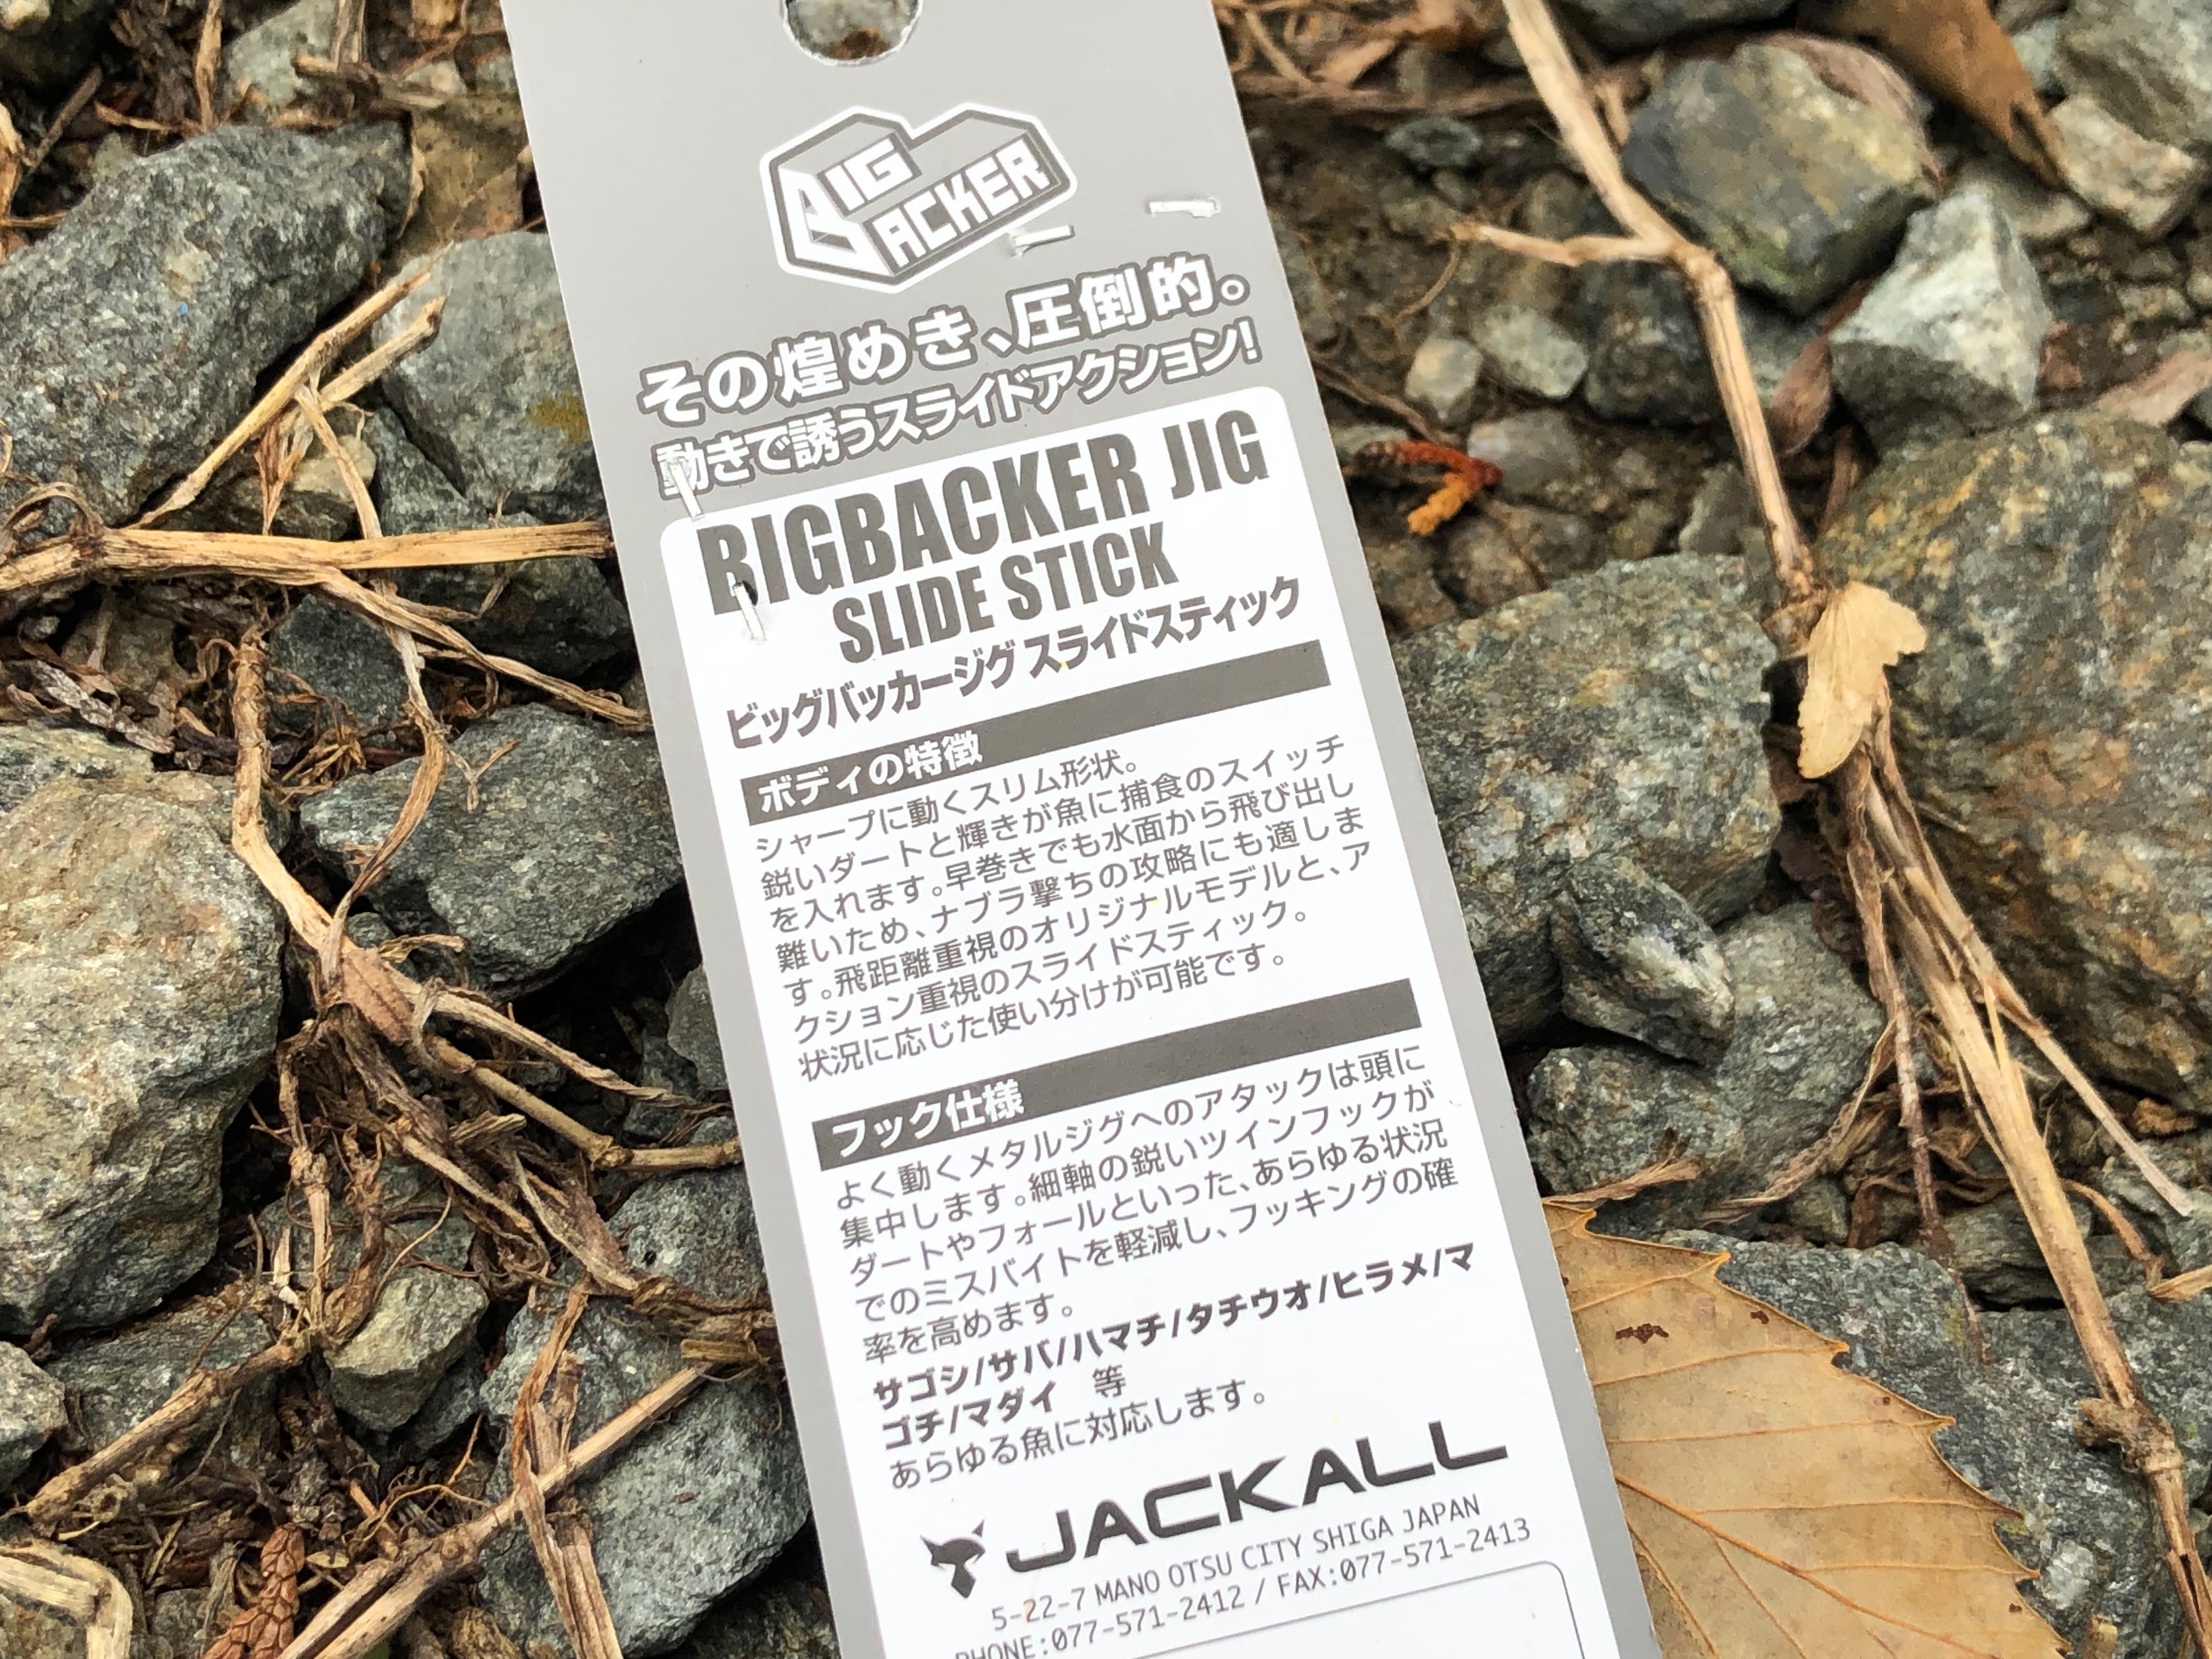 BIG
BACKER
その煌めき、圧倒的。
動きで誘うスライドアクション!
BIGBACKER JIG
SLIDE STICK
ビッグバッカージグ スライドスティック
ボディの特徴
シャープに動くスリム形状。
鋭いダートと輝きが魚に捕食のスイッチ
を入れます。早巻きでも水面から飛び出し
難いため、ナブラ撃ちの攻略にも適しま
す。飛距離重視のオリジナルモデルと、ア
クション重視のスライドスティック。
状況に応じた使い分けが可能です。
フック仕様
よく動くメタルジグへのアタックは頭に
集中します。細軸の鋭いツインフックが
ダートやフォールといった、あらゆる状況
でのミスバイトを軽減し、フッキングの確
率を高めます。
サゴシ/サバ/ハマチ/タチウオ/ヒラメ/マ
ゴチ/マダイ 等
あらゆる魚に対応します。
JACKALL
5-22-7 MANO OTSU CITY SHIGA JAPAN
PHONE:077-571-2412 / FAX:077-571-2413